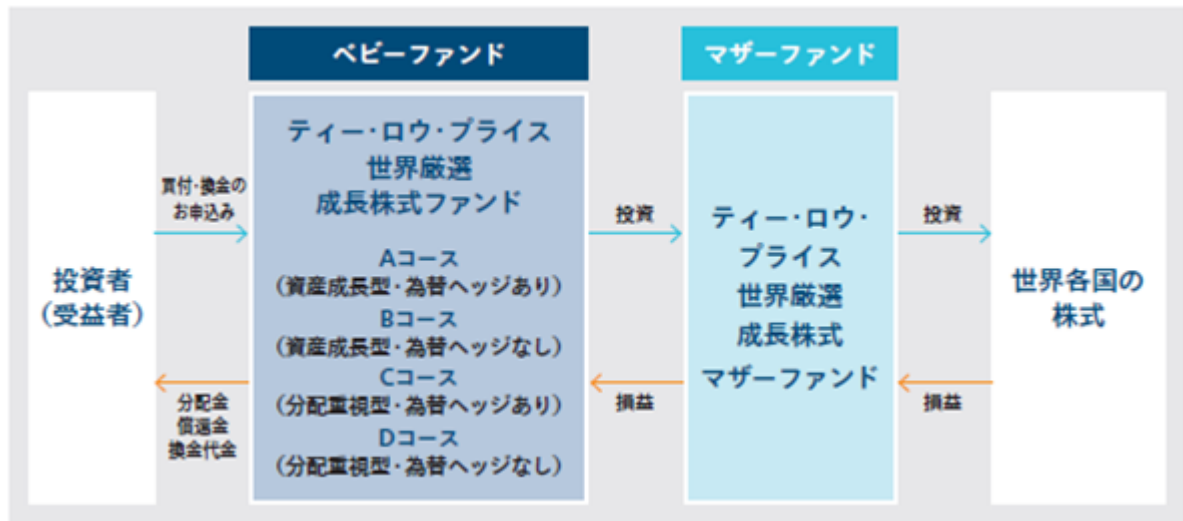 ベビーファンド
マザーファンド
投資者
(受益者)
買付・換金の
お申込み
分配金
償還金
換金代金
ティー・ロウ・プライス
世界厳選
成長株式ファンド
Aコース
(資産成長型・為替ヘッジあり)
Bコース
(資産成長型・為替ヘッジなし)
Cコース
(分配重視型・為替ヘッジあり)
Dコース
(分配重視型・為替ヘッジなし)
投資
損益
ティー・ロウ・
プライス
世界厳選
成長株式
マザーファンド
投資
損益
世界各国の
株式